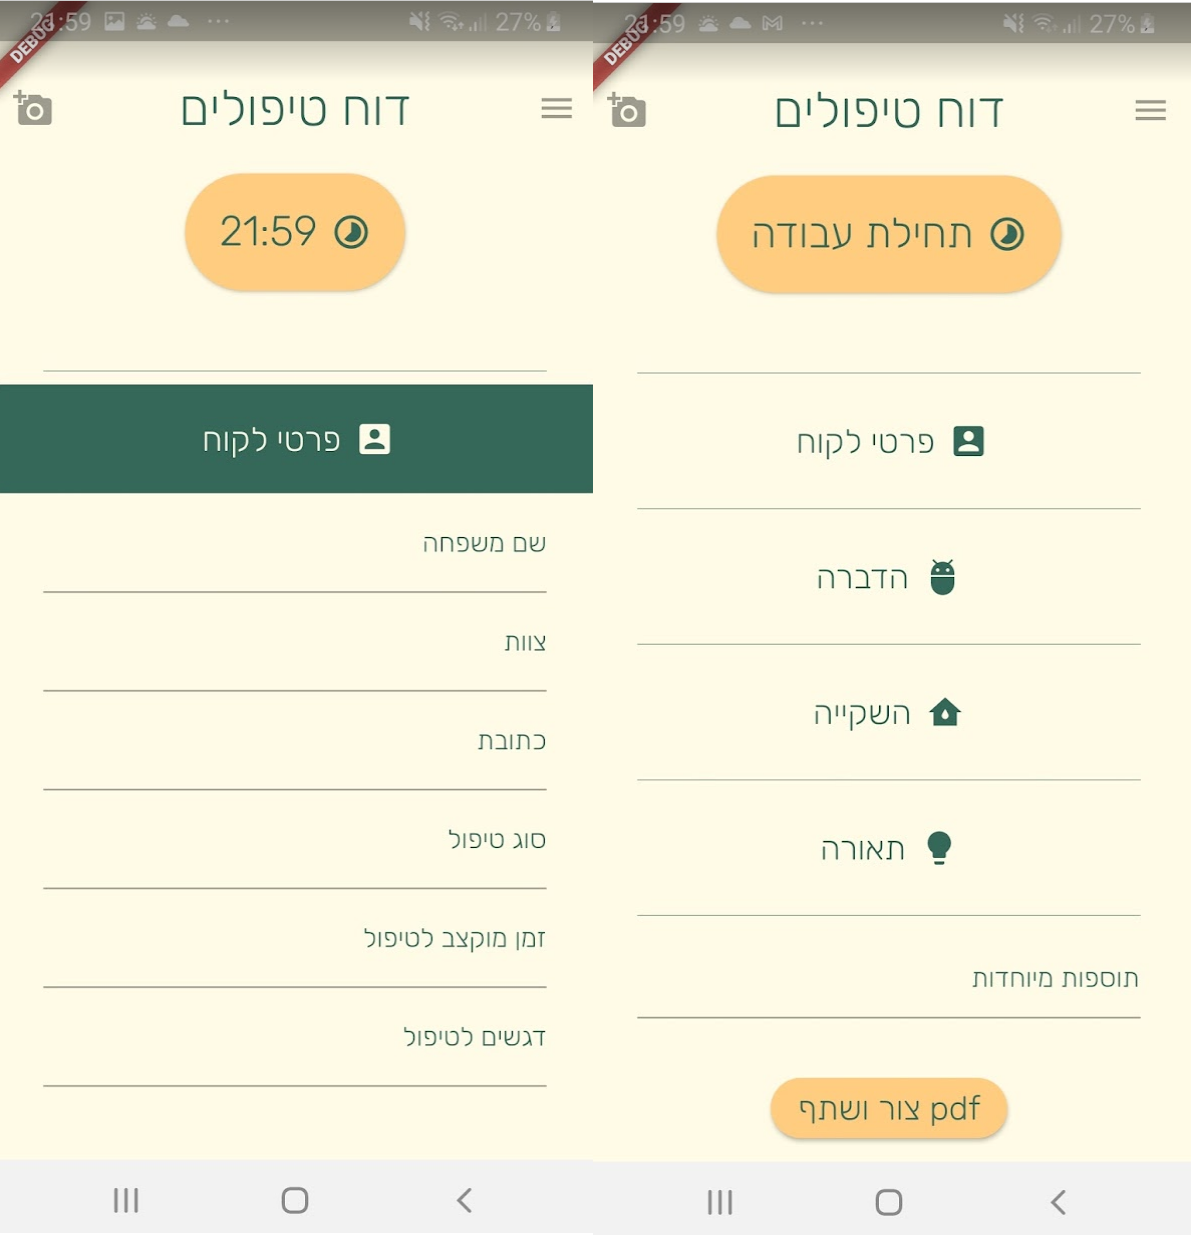 21:59
27%
DEBUG
דוח טיפולים
21:59
פרטי לקוח
שם משפחה
צוות
כתובת
סוג טיפול
זמן מוקצב לטיפול
דגשים לטיפול
21:59
27%
DEBUG
דוח טיפולים
תחילת עבודה
פרטי לקוח
הדברה
השקייה
תאורה
תוספות מיוחדות
pdf צור ושתף